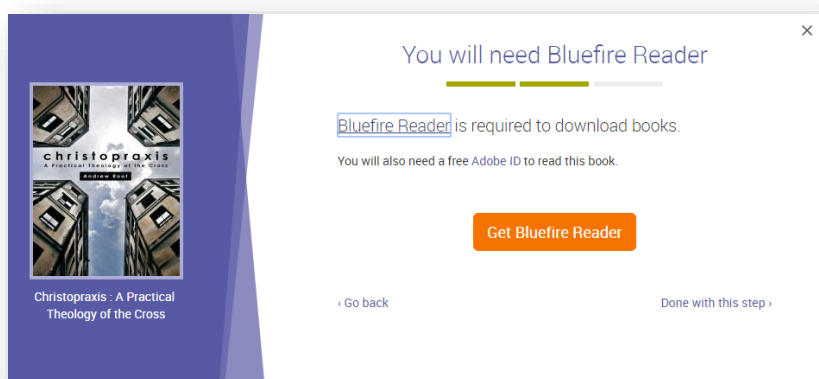 You will need Bluefire Reader
Bluefire Reader is required to download books.
You will also need a free Adobe ID to read this book.
Get Bluefire Reader
‹ Go back
Done with this step ›
christopraxis
A Practical Theology of the Cross
Andrew Root
Christopraxis : A Practical
Theology of the Cross